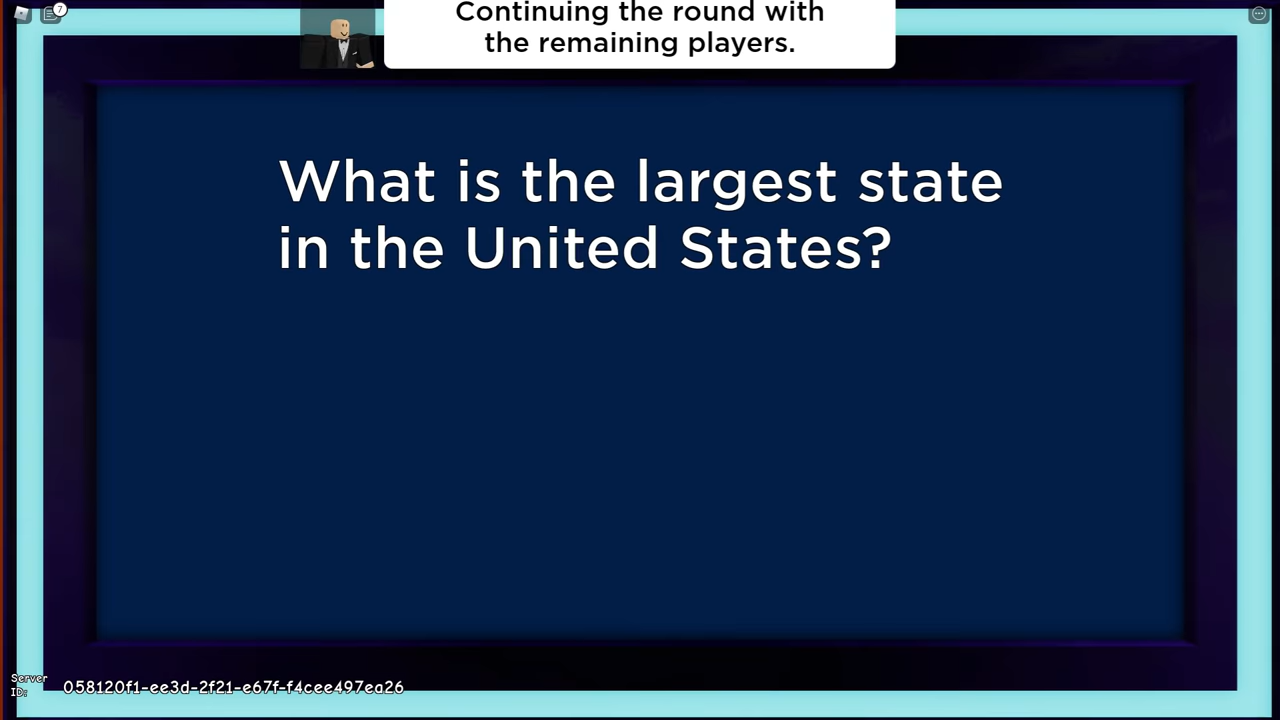 7
Continuing the round with
the remaining players.
What is the largest state
in the United States?
Server
ID:
058120f1-ee3d-2f21-e67f-f4cee497ea26